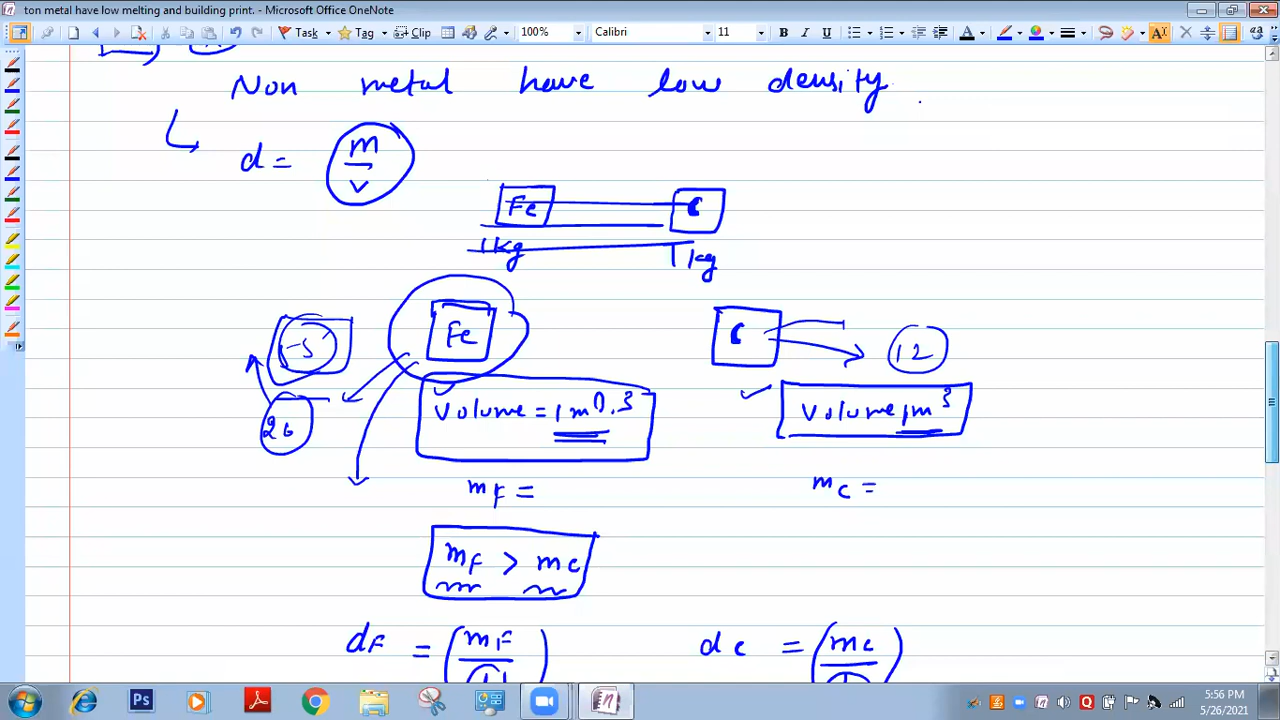 ton metal have low melting and building print. - Microsoft Office OneNote
Task Tag Clip 100% Calibri 11 B I U A
Non metal have low density
d = m
v
Fe C
1kg 1kg
Fe C 12
26 Volume = 1m3 Volume 1m3
mF = mC =
mF > mC
dF = (mF dC = (mC
Ps
5:56 PM
5/26/2021